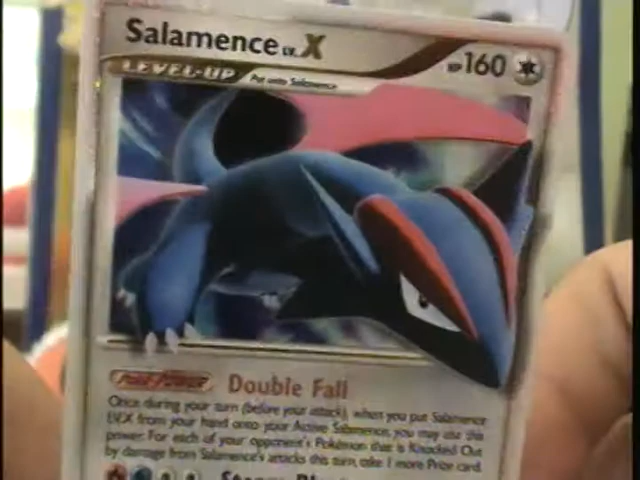 Salamence LV.X
HP 160
LEVEL-UP Put onto Salamence
POKé-POWER Double Fall
Once during your turn (before your attack), when you put Salamence
LV.X from your hand onto your Active Salamence, you may use this
power. For each of your opponent's Pokémon that is Knocked Out
by damage from Salamence's attacks this turn, take 1 more Prize card.
Steam